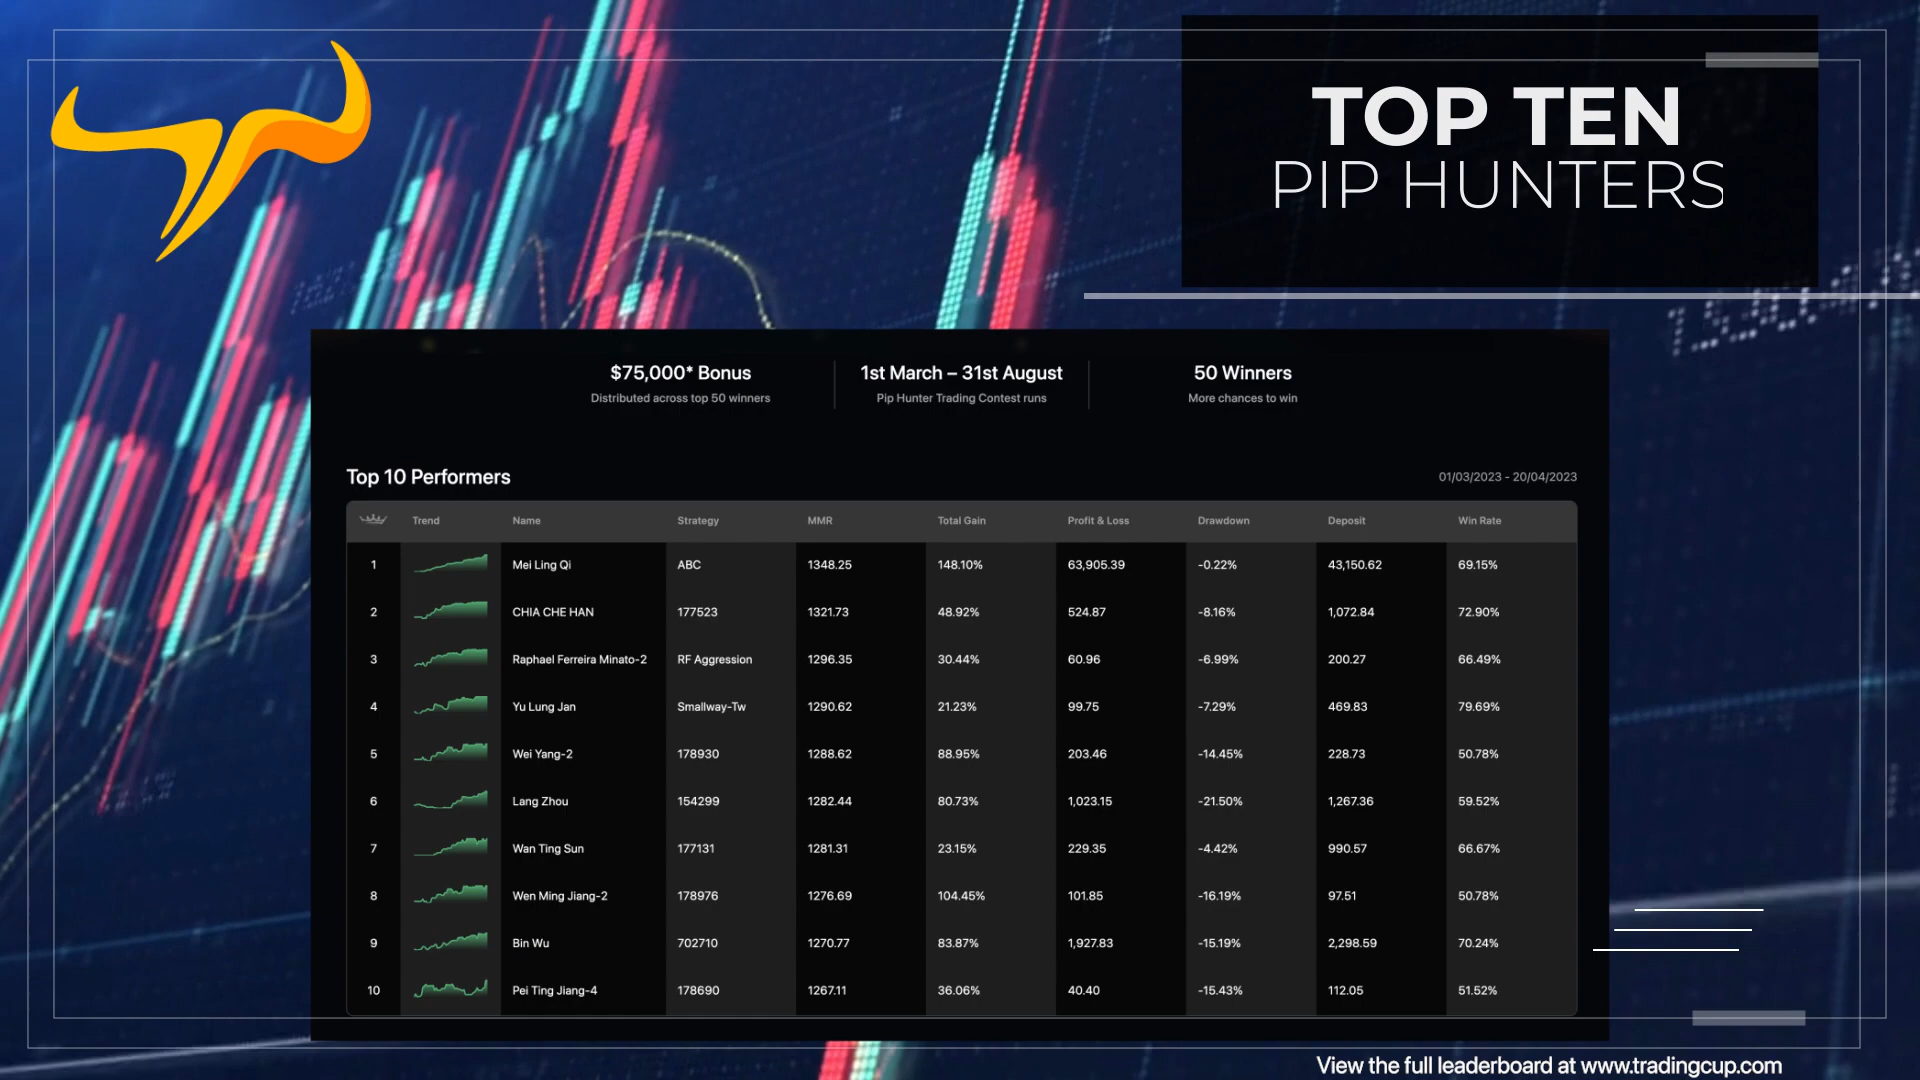 TOP TEN
PIP HUNTERS
$75,000* Bonus
Distributed across top 50 winners
1st March – 31st August
Pip Hunter Trading Contest runs
50 Winners
More chances to win
Top 10 Performers
01/03/2023 - 20/04/2023
Trend Name Strategy MMR Total Gain Profit & Loss Drawdown Deposit Win Rate
1 Mei Ling Qi ABC 1348.25 148.10% 63,905.39 -0.22% 43,150.62 69.15%
2 CHIA CHE HAN 177523 1321.73 48.92% 524.87 -8.16% 1,072.84 72.90%
3 Raphael Ferreira Minato-2 RF Aggression 1296.35 30.44% 60.96 -6.99% 200.27 66.49%
4 Yu Lung Jan Smallway-Tw 1290.62 21.23% 99.75 -7.29% 469.83 79.69%
5 Wei Yang-2 178930 1288.62 88.95% 203.46 -14.45% 228.73 50.78%
6 Lang Zhou 154299 1282.44 80.73% 1,023.15 -21.50% 1,267.36 59.52%
7 Wan Ting Sun 177131 1281.31 23.15% 229.35 -4.42% 990.57 66.67%
8 Wen Ming Jiang-2 178976 1276.69 104.45% 101.85 -16.19% 97.51 50.78%
9 Bin Wu 702710 1270.77 83.87% 1,927.83 -15.19% 2,298.59 70.24%
10 Pei Ting Jiang-4 178690 1267.11 36.06% 40.40 -15.43% 112.05 51.52%
View the full leaderboard at www.tradingcup.com